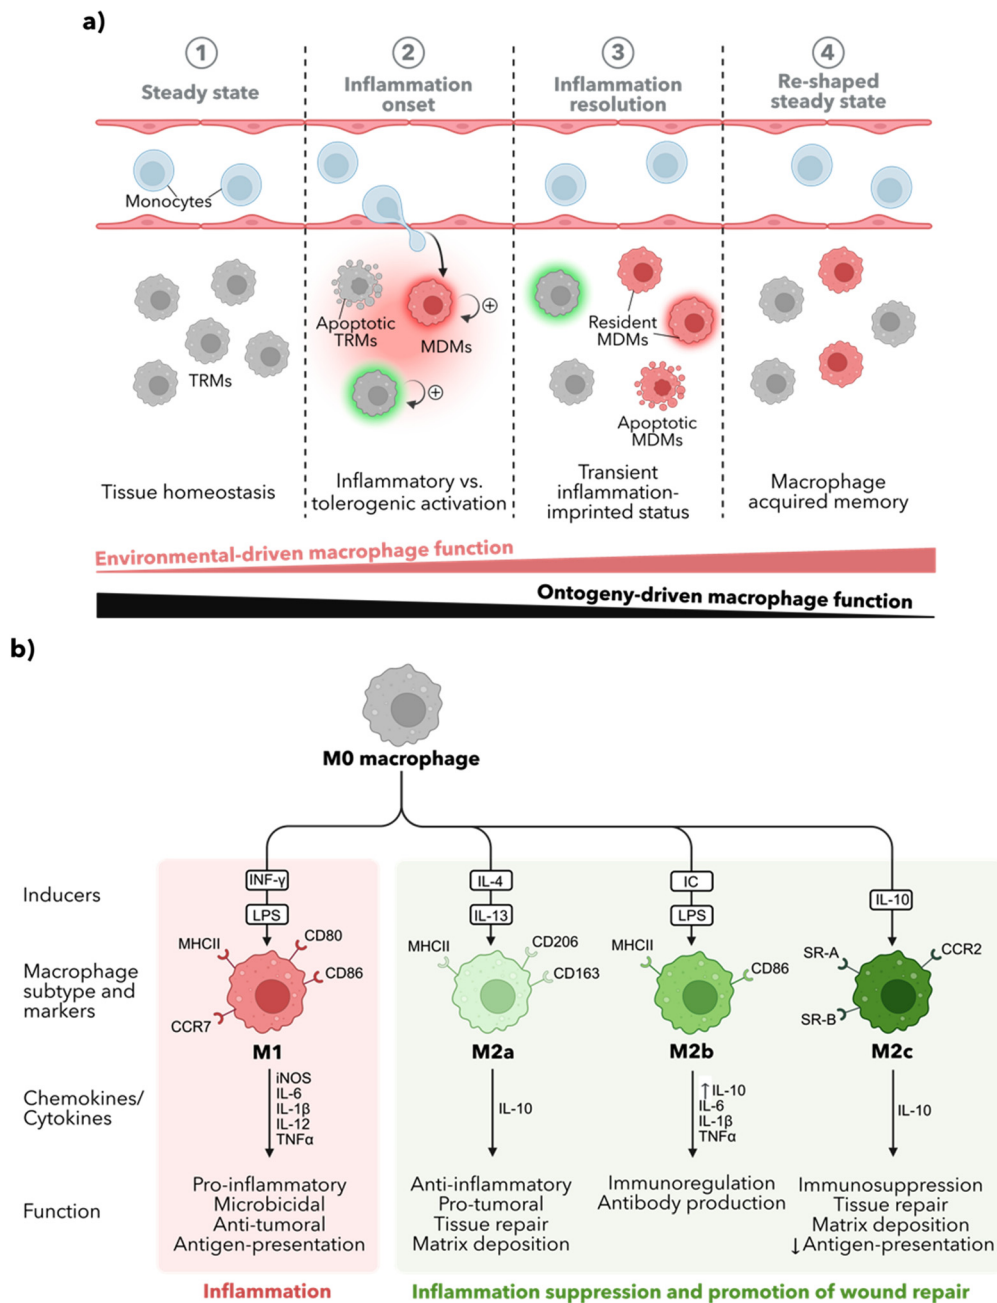 a)
1
2
3
4
Steady state
Inflammation
onset
Inflammation
resolution
Re-shaped
steady state
Monocytes
Apoptotic
TRMs
MDMs
TRMs
Resident
MDMs
Apoptotic
MDMs
Tissue homeostasis
Inflammatory vs.
tolerogenic activation
Transient
inflammation-
imprinted status
Macrophage
acquired memory
Environmental-driven macrophage function
Ontogeny-driven macrophage function
b)
M0 macrophage
Inducers
INF-γ
LPS
IL-4
IL-13
IC
LPS
IL-10
Macrophage
subtype and
markers
MHCII
CD80
CD86
CCR7
MHCII
CD206
CD163
MHCII
CD86
SR-A
CCR2
SR-B
M1
M2a
M2b
M2c
Chemokines/
Cytokines
iNOS
IL-6
IL-1β
IL-12
TNFα
IL-10
↑IL-10
IL-6
IL-1β
TNFα
IL-10
Function
Pro-inflammatory
Microbicidal
Anti-tumoral
Antigen-presentation
Anti-inflammatory
Pro-tumoral
Tissue repair
Matrix deposition
Immunoregulation
Antibody production
Immunosuppression
Tissue repair
Matrix deposition
↓Antigen-presentation
Inflammation
Inflammation suppression and promotion of wound repair